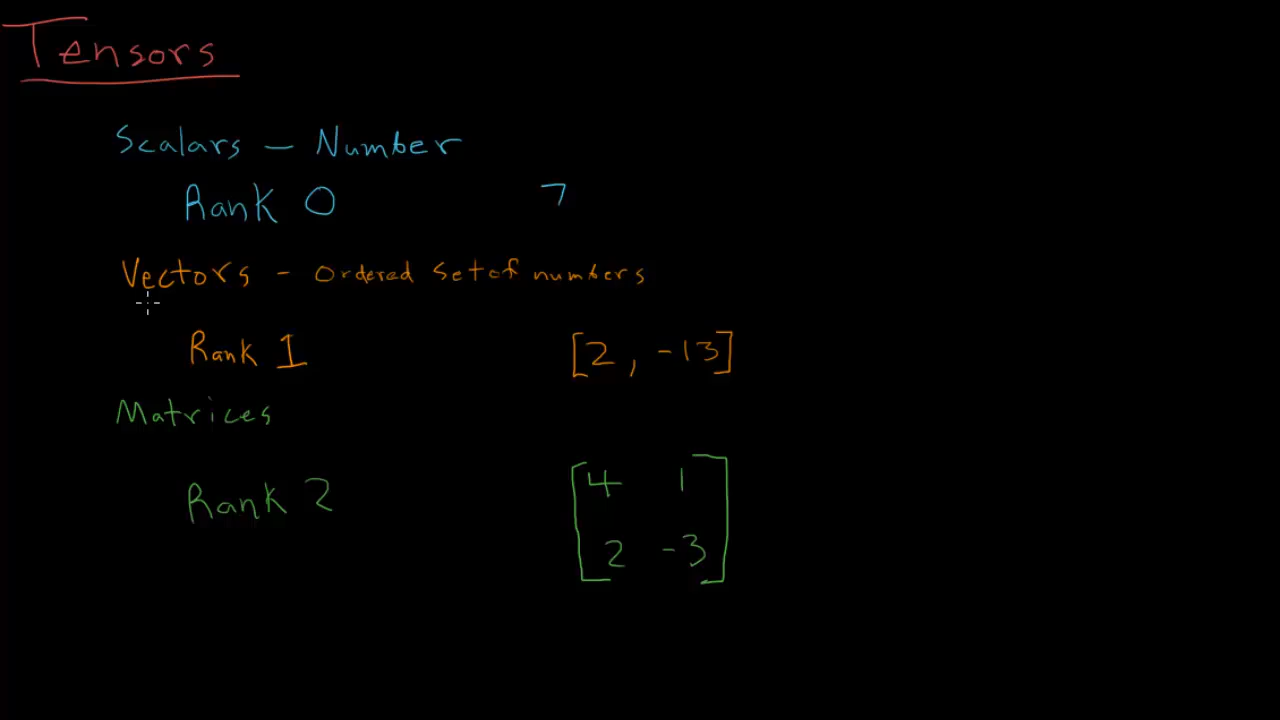 Tensors
Scalars – Number
Rank 0 7
Vectors - Ordered set of numbers
Rank 1 [2, -13]
Matrices
4 1
Rank 2
2 -3